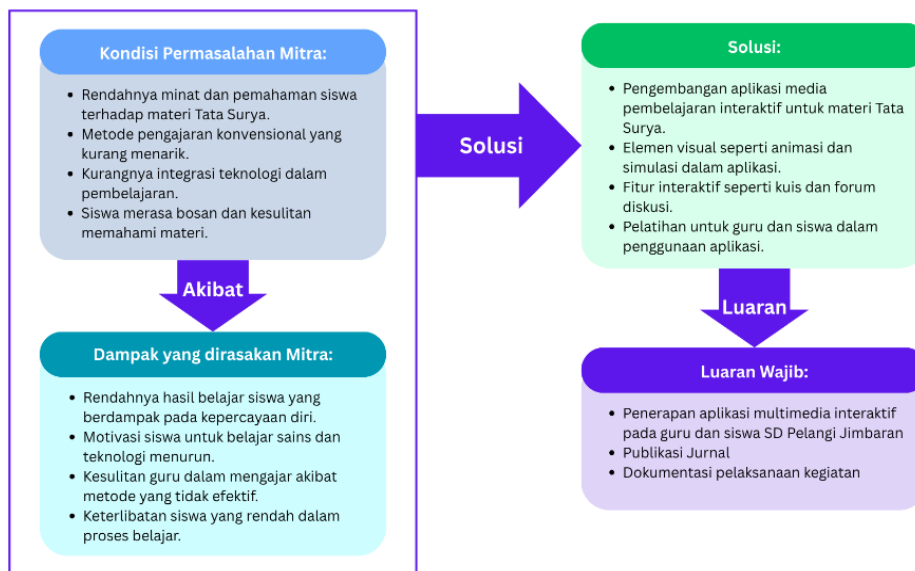 Kondisi Permasalahan Mitra:
• Rendahnya minat dan pemahaman siswa
terhadap materi Tata Surya.
• Metode pengajaran konvensional yang
kurang menarik.
• Kurangnya integrasi teknologi dalam
pembelajaran.
• Siswa merasa bosan dan kesulitan
memahami materi.
Akibat
Dampak yang dirasakan Mitra:
• Rendahnya hasil belajar siswa yang
berdampak pada kepercayaan diri.
• Motivasi siswa untuk belajar sains dan
teknologi menurun.
• Kesulitan guru dalam mengajar akibat
metode yang tidak efektif.
• Keterlibatan siswa yang rendah dalam
proses belajar.
Solusi
Solusi:
• Pengembangan aplikasi media
pembelajaran interaktif untuk materi Tata
Surya.
• Elemen visual seperti animasi dan
simulasi dalam aplikasi.
• Fitur interaktif seperti kuis dan forum
diskusi.
• Pelatihan untuk guru dan siswa dalam
penggunaan aplikasi.
Luaran
Luaran Wajib:
• Penerapan aplikasi multimedia interaktif
pada guru dan siswa SD Pelangi Jimbaran
• Publikasi Jurnal
• Dokumentasi pelaksanaan kegiatan